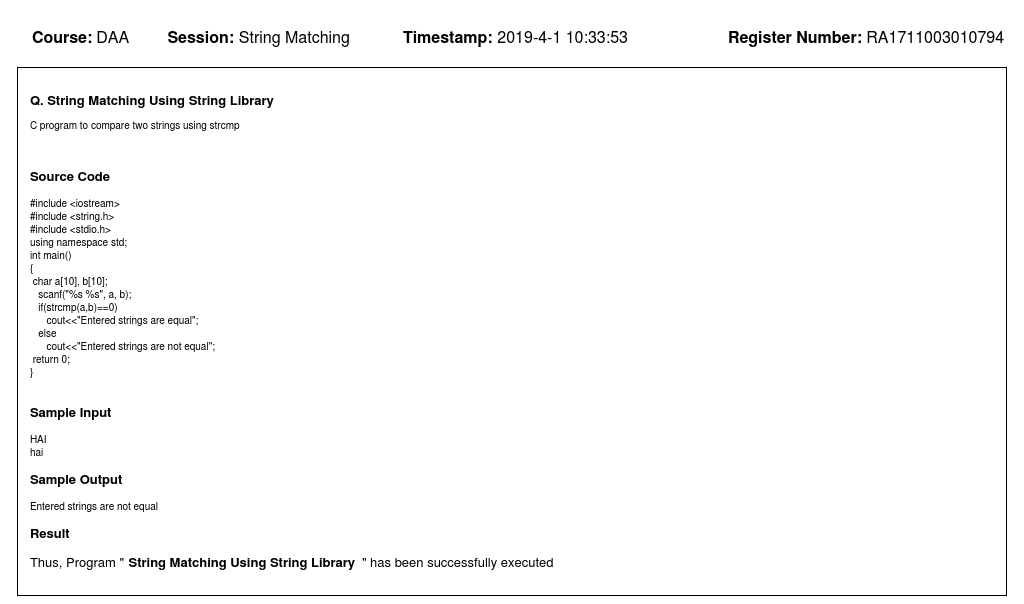 Course: DAA Session: String Matching Timestamp: 2019-4-1 10:33:53 Register Number: RA1711003010794
Q. String Matching Using String Library
C program to compare two strings using strcmp
Source Code
#include <iostream>
#include <string.h>
#include <stdio.h>
using namespace std;
int main()
{
char a[10], b[10];
scanf("%s %s", a, b);
if(strcmp(a,b)==0)
cout<<"Entered strings are equal";
else
cout<<"Entered strings are not equal";
return 0;
}
Sample Input
HAI
hai
Sample Output
Entered strings are not equal
Result
Thus, Program " String Matching Using String Library " has been successfully executed